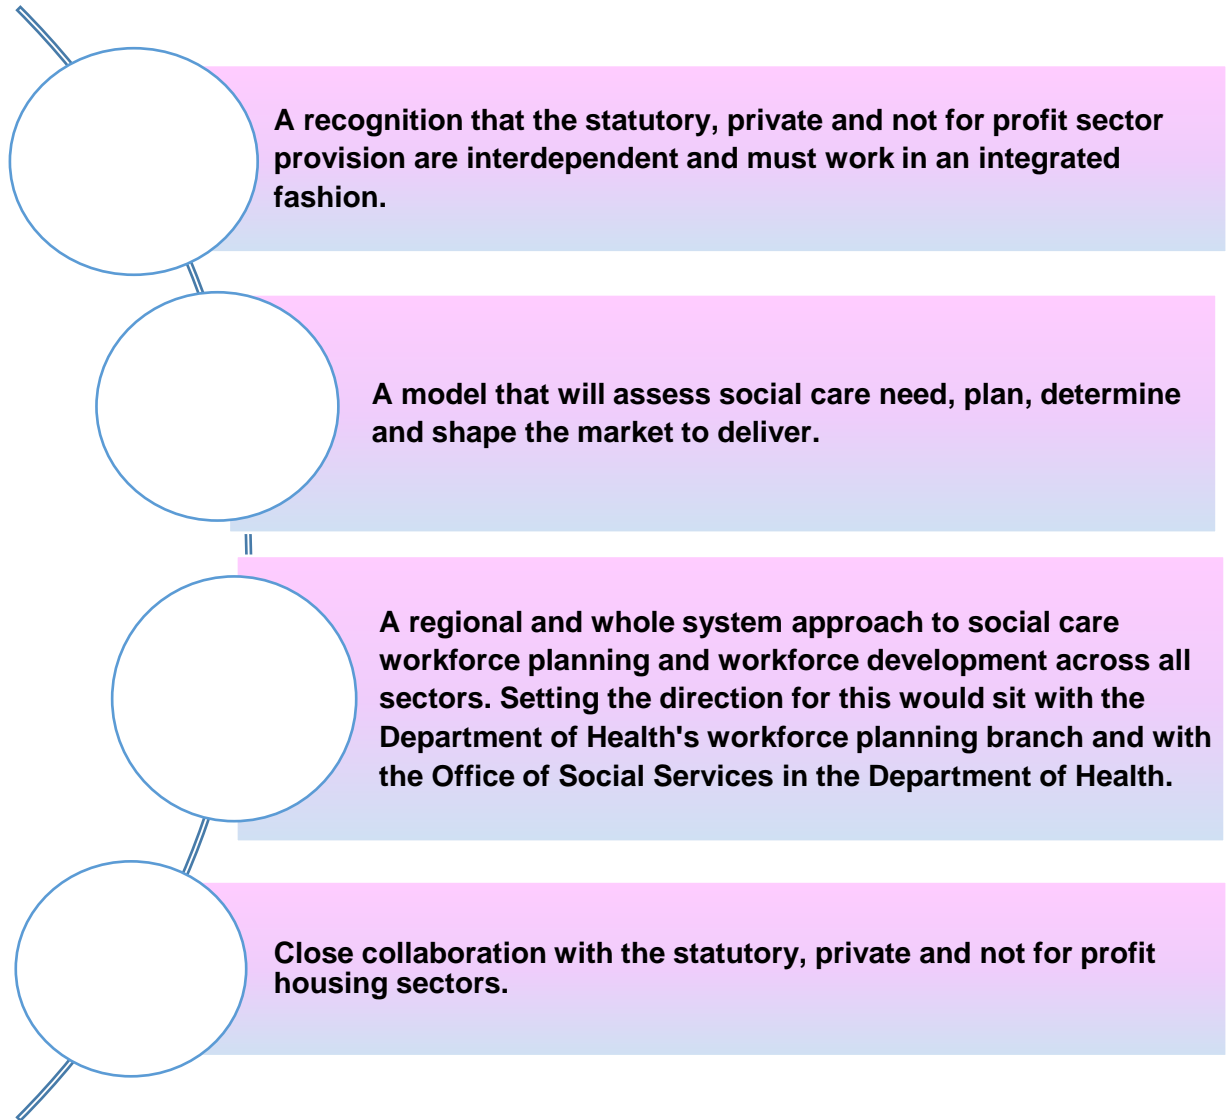 A recognition that the statutory, private and not for profit sector
provision are interdependent and must work in an integrated
fashion.
A model that will assess social care need, plan, determine
and shape the market to deliver.
A regional and whole system approach to social care
workforce planning and workforce development across all
sectors. Setting the direction for this would sit with the
Department of Health's workforce planning branch and with
the Office of Social Services in the Department of Health.
Close collaboration with the statutory, private and not for profit
housing sectors.